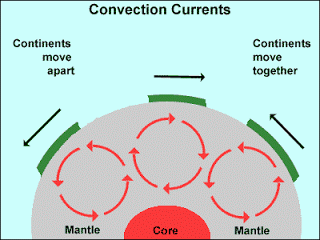 Convection Currents
Continents
move
apart
Continents
move
together
Mantle
Core
Mantle